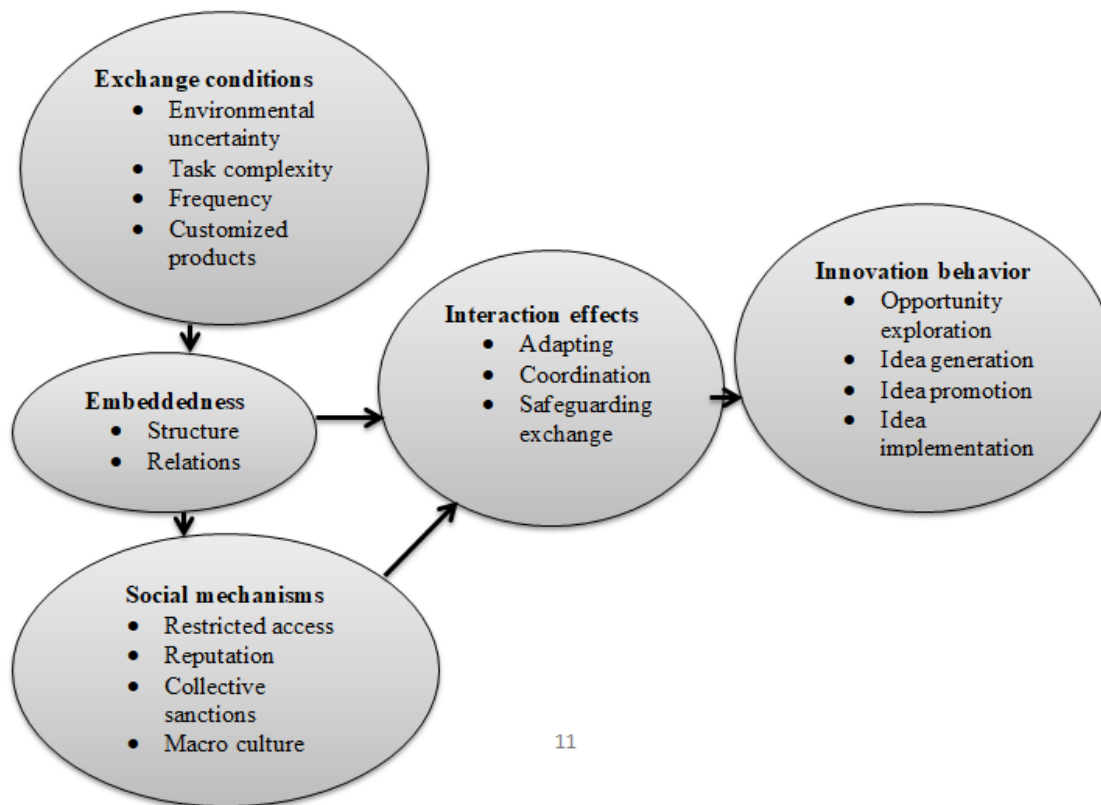 Exchange conditions
• Environmental
uncertainty
• Task complexity
• Frequency
• Customized
products
Embeddedness
• Structure
• Relations
Social mechanisms
• Restricted access
• Reputation
• Collective
sanctions
• Macro culture
Interaction effects
• Adapting
• Coordination
• Safeguarding
exchange
Innovation behavior
• Opportunity
exploration
• Idea generation
• Idea promotion
• Idea
implementation
11